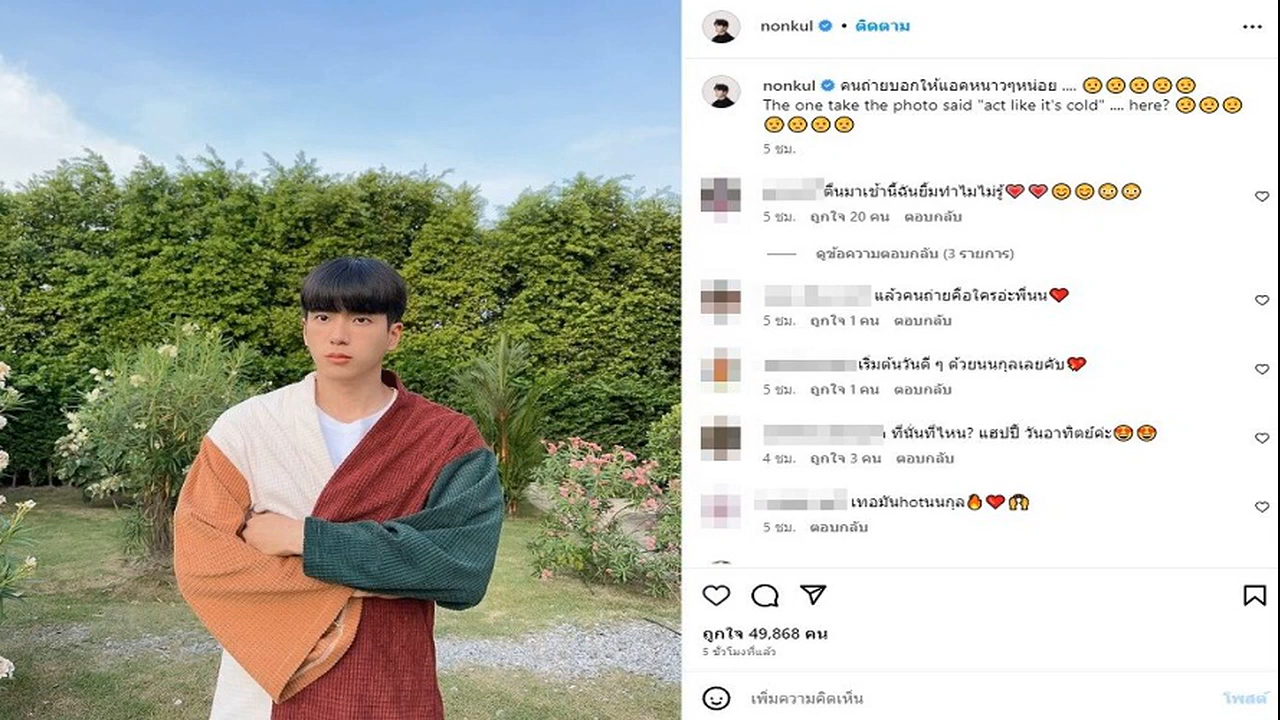 nonkul • ติดตาม
nonkul คนถ่ายบอกให้แอคหนาวๆหน่อย ....
The one take the photo said "act like it's cold" .... here?
5 ชม.
ตื่นมาเช้านี้ฉันยิ้มทำไมไม่รู้
5 ชม. ถูกใจ 20 คน ตอบกลับ
ดูข้อความตอบกลับ (3 รายการ)
แล้วคนถ่ายคือใครอ่ะพี่นน
5 ชม. ถูกใจ 1 คน ตอบกลับ
เริ่มต้นวันดี ๆ ด้วยนนกุลเลยคับ
5 ชม. ถูกใจ 1 คน ตอบกลับ
ที่นั่นที่ไหน? แฮปปี้ วันอาทิตย์ค่ะ
4 ชม. ถูกใจ 3 คน ตอบกลับ
เทอมันhotนนกุล
5 ชม. ตอบกลับ
ถูกใจ 49,868 คน
5 ชั่วโมงที่แล้ว
เพิ่มความคิดเห็น
โพสต์